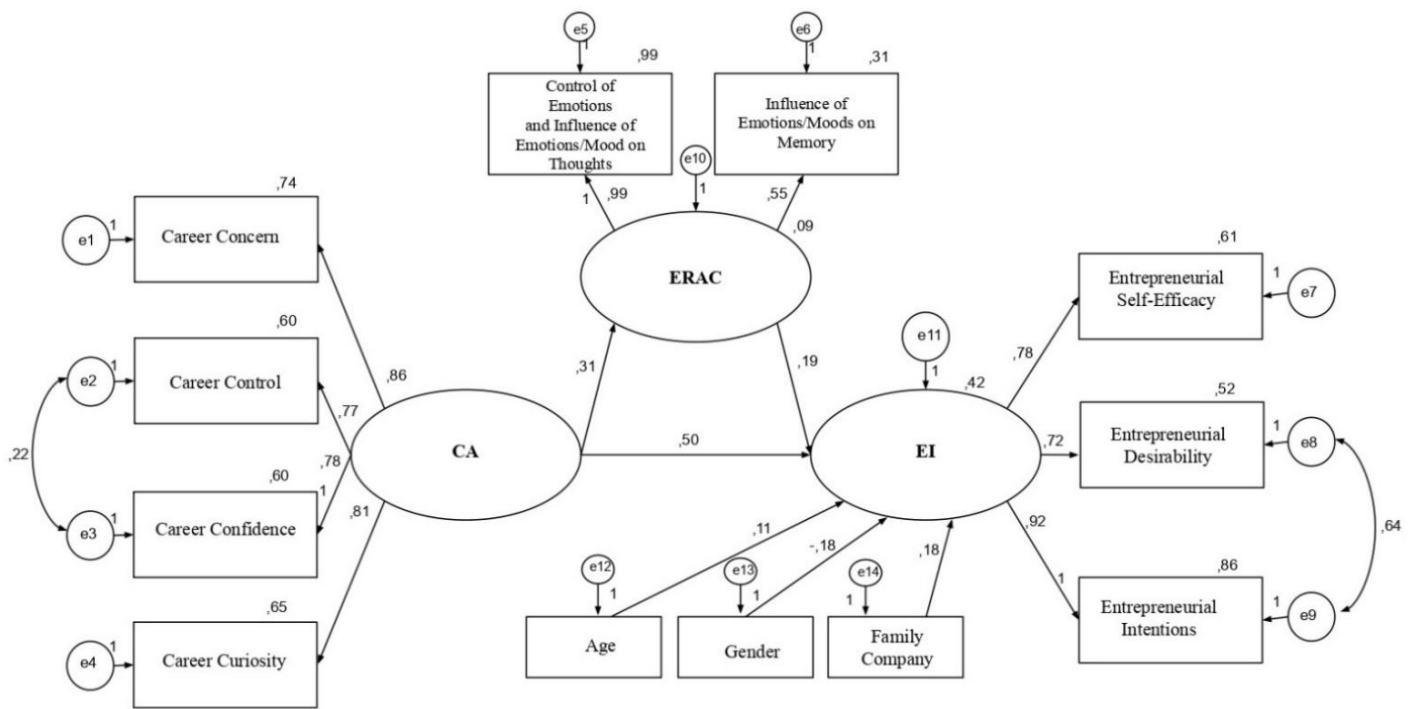 e5
1
,99
Control of
Emotions
and Influence of
Emotions/Mood on
Thoughts
e6
1
,31
Influence of
Emotions/Moods on
Memory
e10
1
1
,99
,55
,09
ERAC
,74
e1
1
Career Concern
,60
e2
1
Career Control
,22
,60
e3
1
Career Confidence
,65
e4
1
Career Curiosity
,86
,77
,78
1
,81
CA
,31
,50
,19
e11
1
,42
EI
,61
Entrepreneurial
Self-Efficacy
1
e7
,78
,52
Entrepreneurial
Desirability
1
e8
,72
,64
,86
Entrepreneurial
Intentions
1
e9
,92
1
,11
-,18
,18
e12
1
Age
e13
1
Gender
e14
1
Family
Company